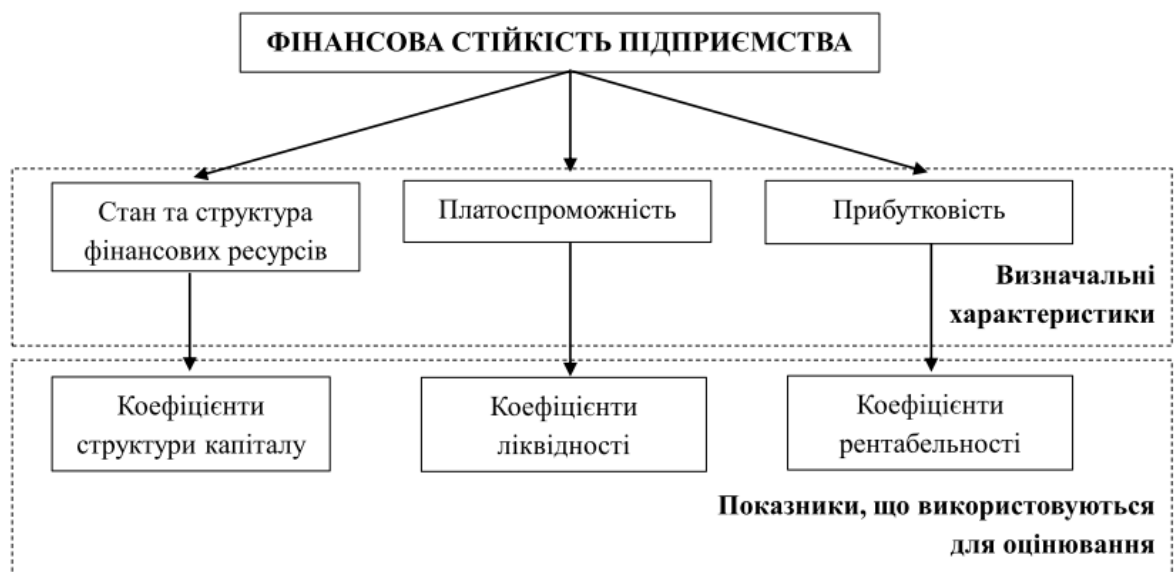 ФІНАНСОВА СТІЙКІСТЬ ПІДПРИЄМСТВА
Стан та структура
фінансових ресурсів
Платоспроможність
Прибутковість
Визначальні
характеристики
Коефіцієнти
структури капіталу
Коефіцієнти
ліквідності
Коефіцієнти
рентабельності
Показники, що використовуються
для оцінювання